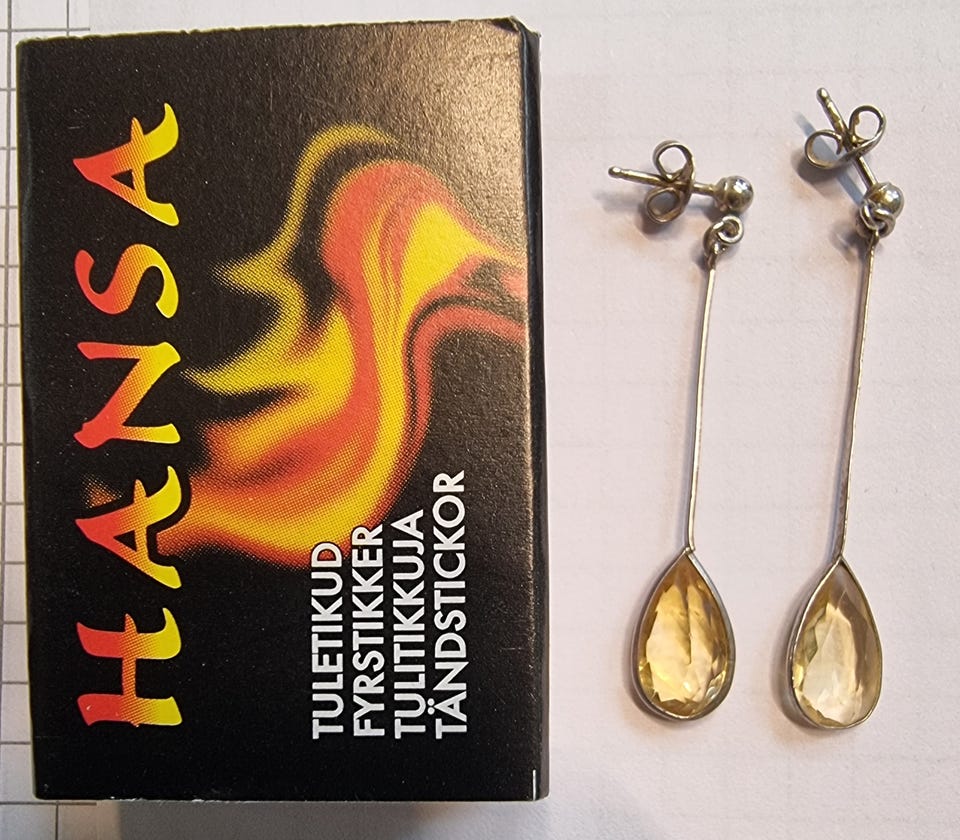 HANSA
TULETIKUD
FYRSTIKKER
TULITIKKUJA
TÄNDSTICKOR